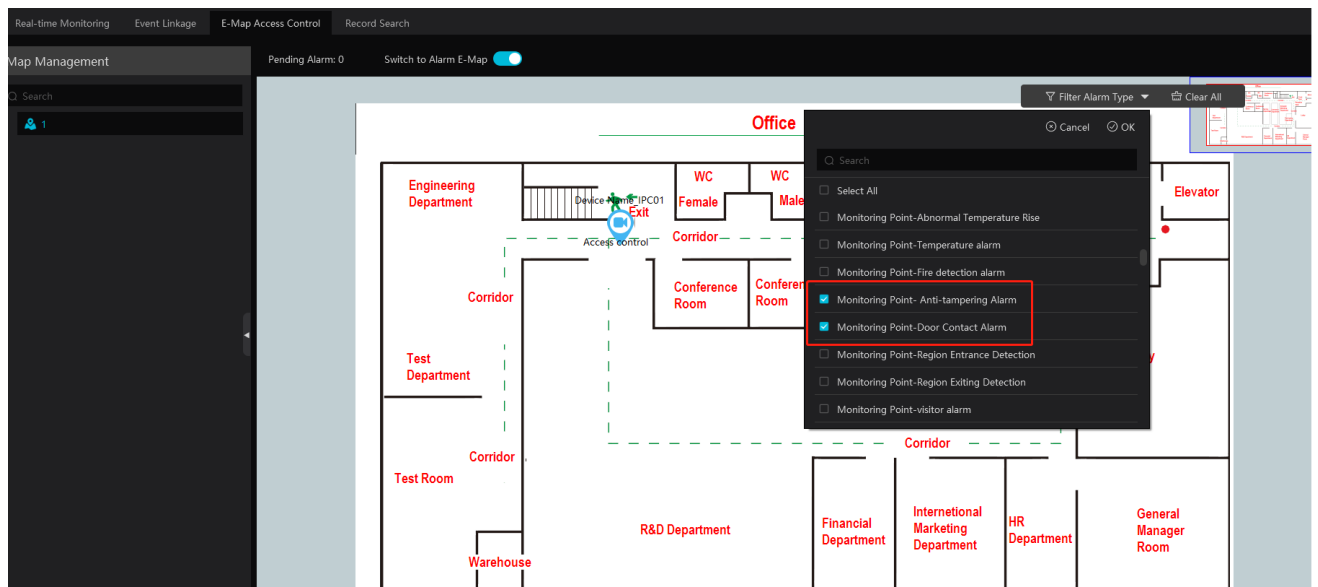 Real-time Monitoring
Event Linkage
E-Map Access Control
Record Search
Map Management
Pending Alarm: 0
Switch to Alarm E-Map
Search
1
Filter Alarm Type
Clear All
Cancel
OK
Search
Select All
Monitoring Point-Abnormal Temperature Rise
Monitoring Point-Temperature alarm
Monitoring Point-Fire detection alarm
Monitoring Point- Anti-tampering Alarm
Monitoring Point-Door Contact Alarm
Monitoring Point-Region Entrance Detection
Monitoring Point-Region Exiting Detection
Monitoring Point-visitor alarm
Office
Engineering
Department
Device Name_IPC01
Exit
Access control
WC
Female
WC
Male
Elevator
Corridor
Conference
Room
Conferen
Room
Corridor
Test
Department
y
Corridor
Corridor
Test Room
R&D Department
Warehouse
Financial
Department
International
Marketing
Department
HR
Department
General
Manager
Room